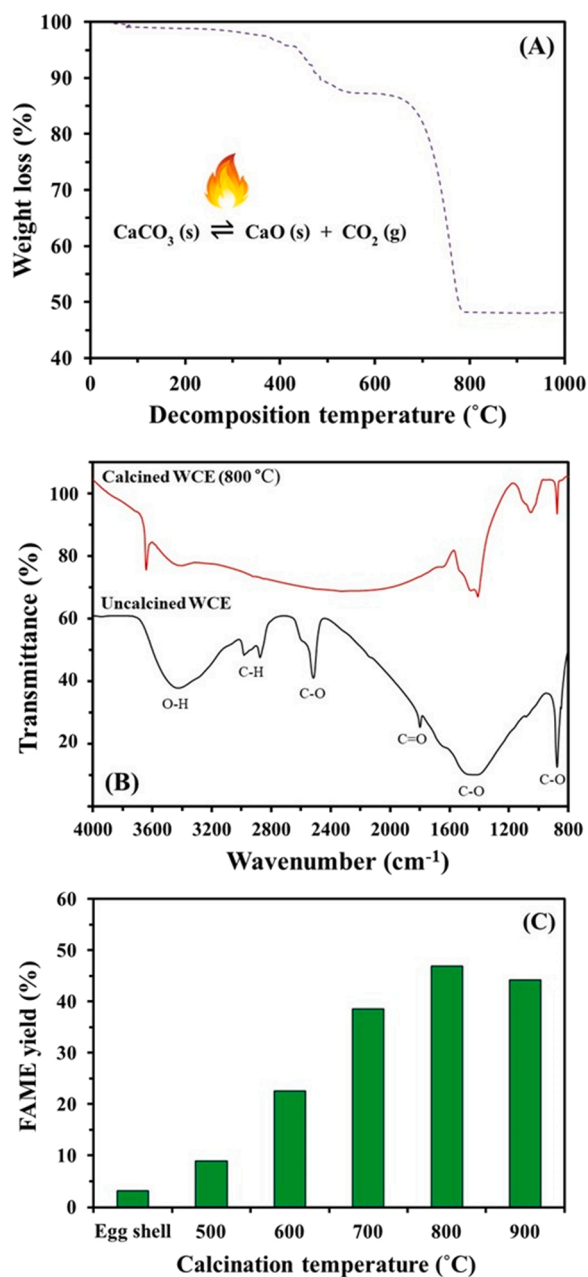 (A)
100
90
80
70
60
50
40
Weight loss (%)
CaCO₃ (s) ⇌ CaO (s) + CO₂ (g)
0 200 400 600 800 1000
Decomposition temperature (˚C)
Calcined WCE (800 °C)
100
80
60
40
20
Transmittance (%)
Uncalcined WCE
O-H
C-H
C-O
C=O
C-O
C-O
(B)
4000 3600 3200 2800 2400 2000 1600 1200 800
Wavenumber (cm⁻¹)
(C)
60
50
40
30
20
10
0
FAME yield (%)
Egg shell 500 600 700 800 900
Calcination temperature (°C)